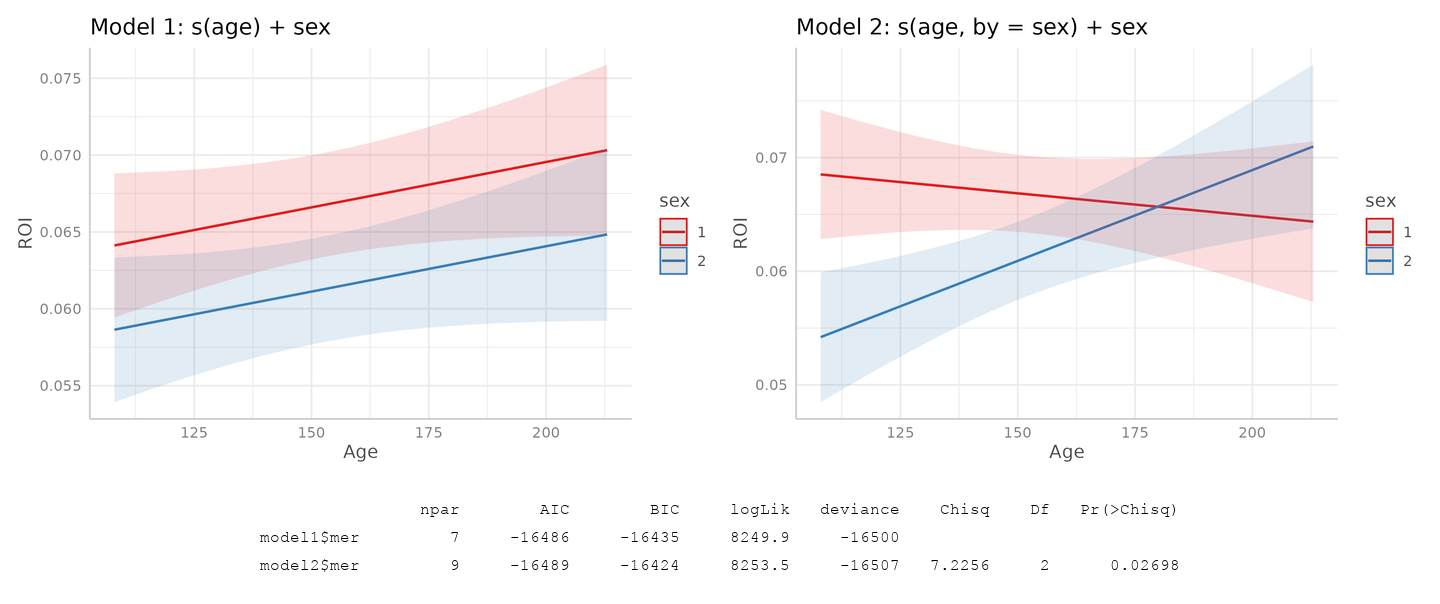 Model 1: s(age) + sex
0.075
0.070
0.065
0.060
0.055
ROI
125 150 175 200
Age
sex
1
2
Model 2: s(age, by = sex) + sex
0.07
0.06
0.05
ROI
125 150 175 200
Age
sex
1
2
npar AIC BIC logLik deviance Chisq Df Pr(>Chisq)
model1$mer 7 -16486 -16435 8249.9 -16500
model2$mer 9 -16489 -16424 8253.5 -16507 7.2256 2 0.02698